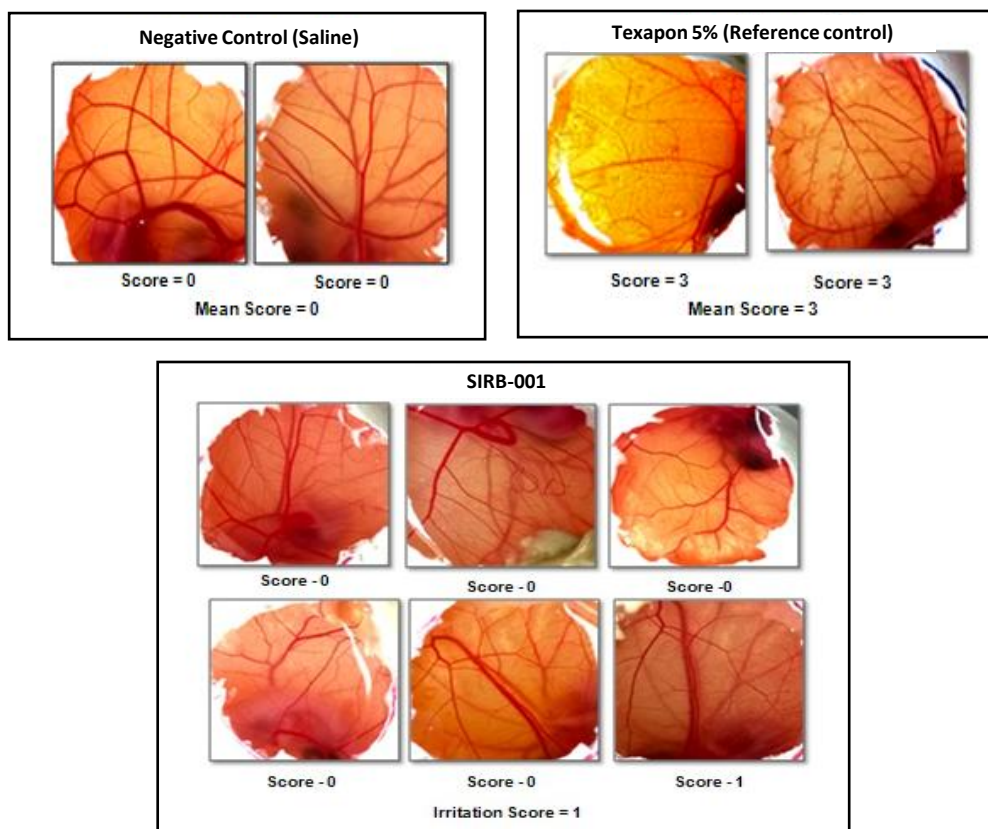 Negative Control (Saline)
Score = 0 Score = 0
Mean Score = 0
Texapon 5% (Reference control)
Score = 3 Score = 3
Mean Score = 3
SIRB-001
Score - 0 Score - 0 Score -0
Score - 0 Score - 0 Score - 1
Irritation Score = 1